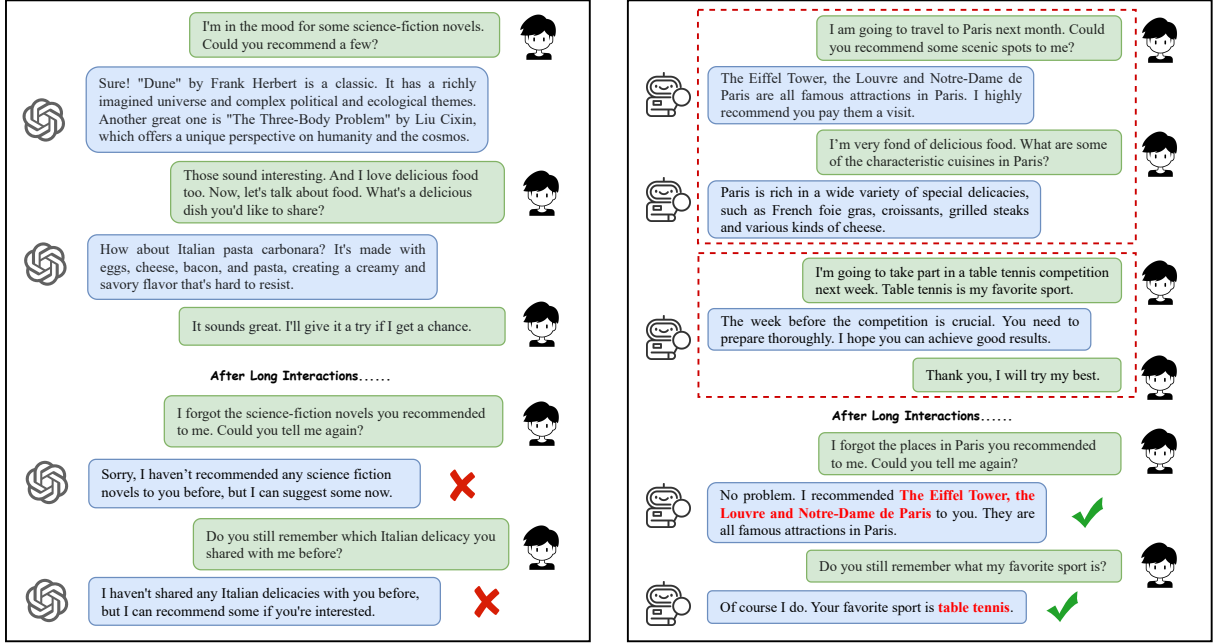 I'm in the mood for some science-fiction novels.
Could you recommend a few?
Sure! "Dune" by Frank Herbert is a classic. It has a richly
imagined universe and complex political and ecological themes.
Another great one is "The Three-Body Problem" by Liu Cixin,
which offers a unique perspective on humanity and the cosmos.
Those sound interesting. And I love delicious food
too. Now, let's talk about food. What's a delicious
dish you'd like to share?
How about Italian pasta carbonara? It's made with
eggs, cheese, bacon, and pasta, creating a creamy and
savory flavor that's hard to resist.
It sounds great. I'll give it a try if I get a chance.
After Long Interactions......
I forgot the science-fiction novels you recommended
to me. Could you tell me again?
Sorry, I haven't recommended any science fiction
novels to you before, but I can suggest some now.
Do you still remember which Italian delicacy you
shared with me before?
I haven't shared any Italian delicacies with you before,
but I can recommend some if you're interested.
I am going to travel to Paris next month. Could
you recommend some scenic spots to me?
The Eiffel Tower, the Louvre and Notre-Dame de
Paris are all famous attractions in Paris. I highly
recommend you pay them a visit.
I'm very fond of delicious food. What are some
of the characteristic cuisines in Paris?
Paris is rich in a wide variety of special delicacies,
such as French foie gras, croissants, grilled steaks
and various kinds of cheese.
I'm going to take part in a table tennis competition
next week. Table tennis is my favorite sport.
The week before the competition is crucial. You need to
prepare thoroughly. I hope you can achieve good results.
Thank you, I will try my best.
After Long Interactions......
I forgot the places in Paris you recommended
to me. Could you tell me again?
No problem. I recommended The Eiffel Tower, the
Louvre and Notre-Dame de Paris to you. They are
all famous attractions in Paris.
Do you still remember what my favorite sport is?
Of course I do. Your favorite sport is table tennis.